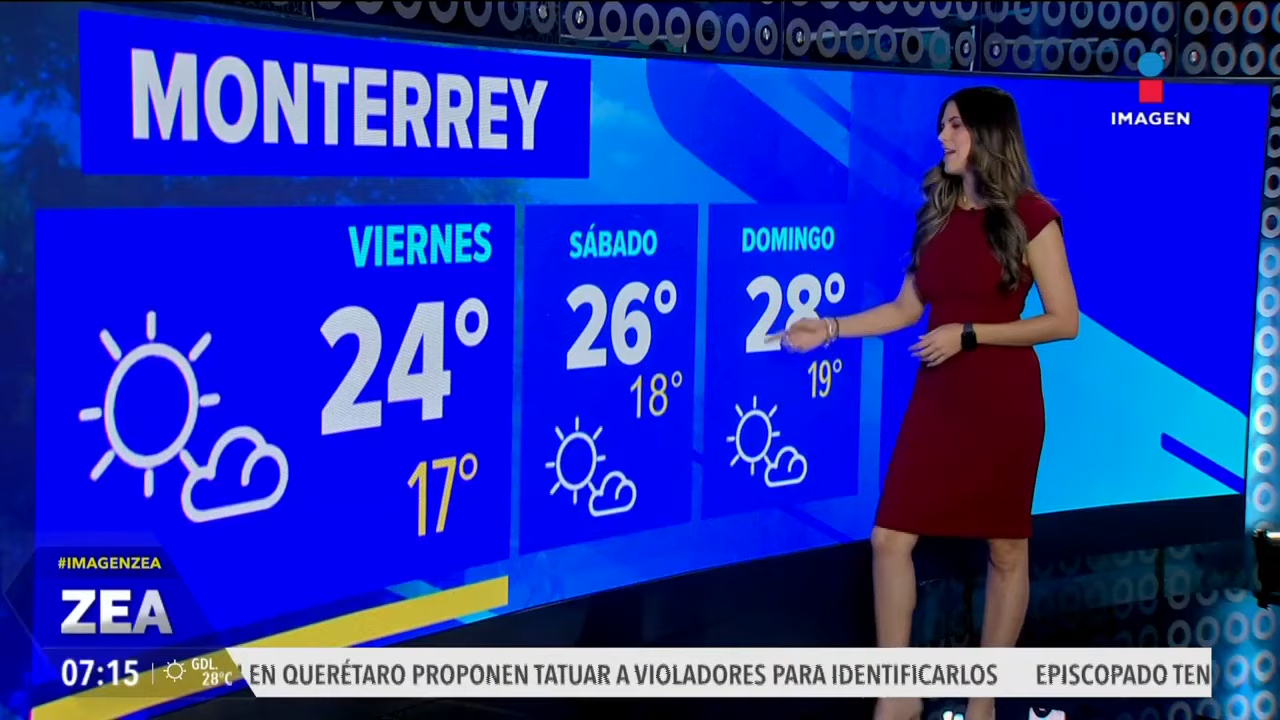 MONTERREY
IMAGEN
VIERNES
24°
17°
SÁBADO
26°
18°
DOMINGO
28°
19°
#IMAGENZEA
ZEA
07:15
GDL.
28°C
EN QUERÉTARO PROPONEN TATUAR A VIOLADORES PARA IDENTIFICARLOS
EPISCOPADO TEN